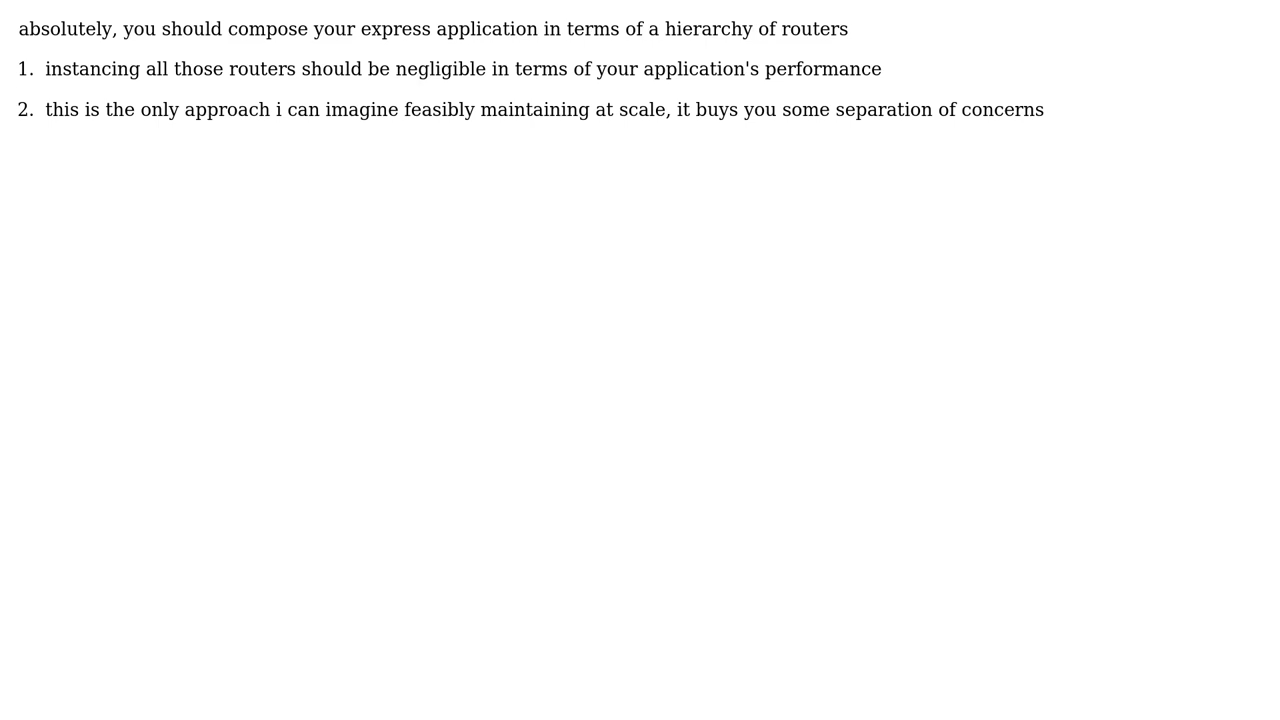 absolutely, you should compose your express application in terms of a hierarchy of routers
1. instancing all those routers should be negligible in terms of your application's performance
2. this is the only approach i can imagine feasibly maintaining at scale, it buys you some separation of concerns